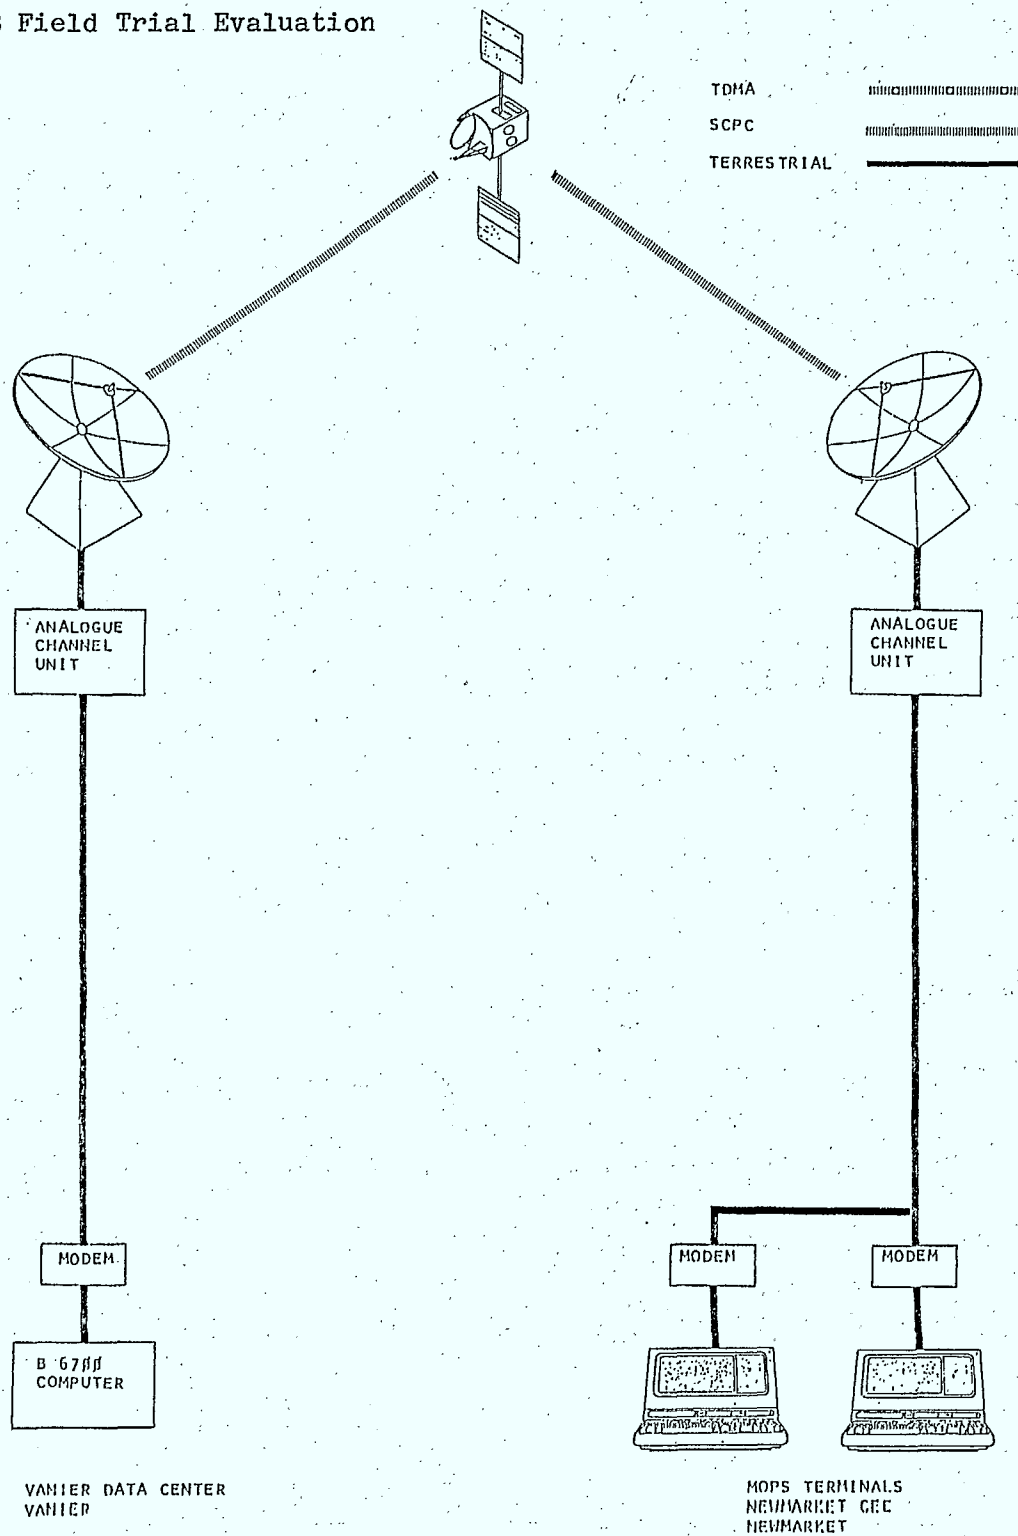 Field Trial Evaluation
TDMA
SCPC
TERRESTRIAL
ANALOGUE
CHANNEL
UNIT
ANALOGUE
CHANNEL
UNIT
MODEM
MODEM
MODEM
B 6700
COMPUTER
VANIER DATA CENTER
VANIER
MOPS TERMINALS
NEWMARKET CEC
NEWMARKET